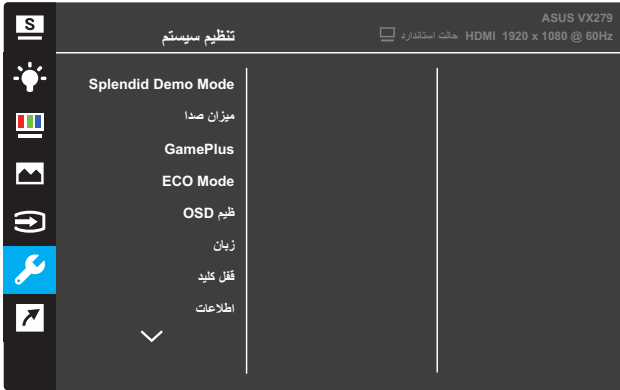 S
ASUS VX279
تنظیم سیستم
حالت استاندارد HDMI 1920 x 1080 @ 60Hz
Splendid Demo Mode
میزان صدا
GamePlus
ECO Mode
ظیم OSD
زبان
قفل کلید
اطلاعات